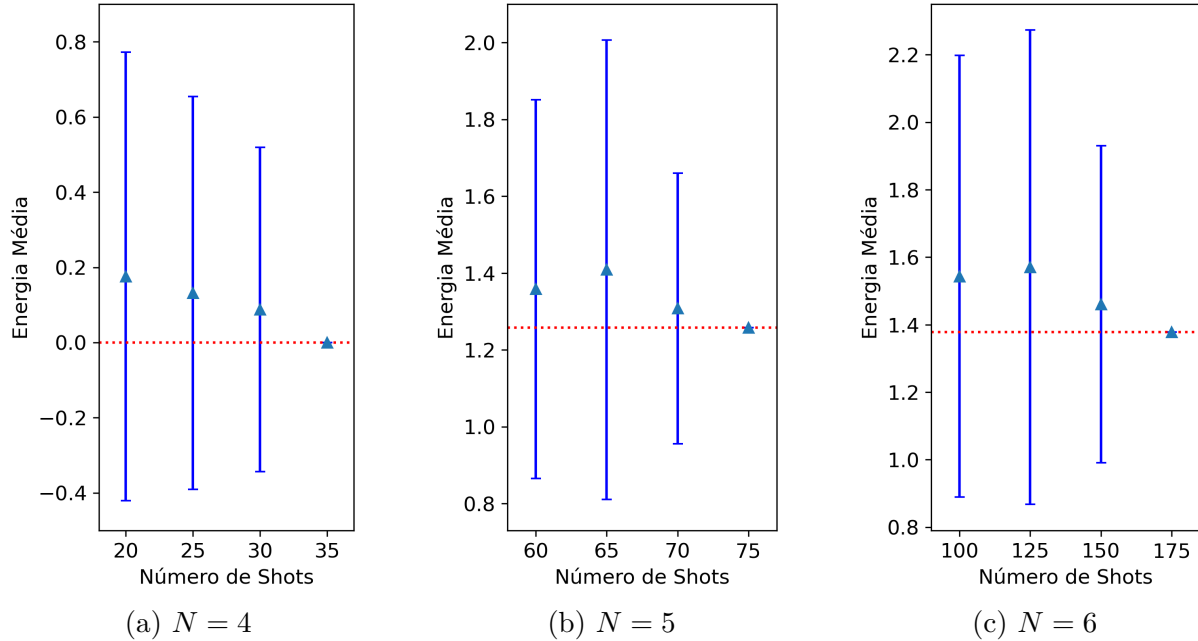 Energia Média
0.8
0.6
0.4
0.2
0.0
−0.2
−0.4
20 25 30 35
Número de Shots
(a) N = 4
Energia Média
2.0
1.8
1.6
1.4
1.2
1.0
0.8
60 65 70 75
Número de Shots
(b) N = 5
Energia Média
2.2
2.0
1.8
1.6
1.4
1.2
1.0
0.8
100 125 150 175
Número de Shots
(c) N = 6